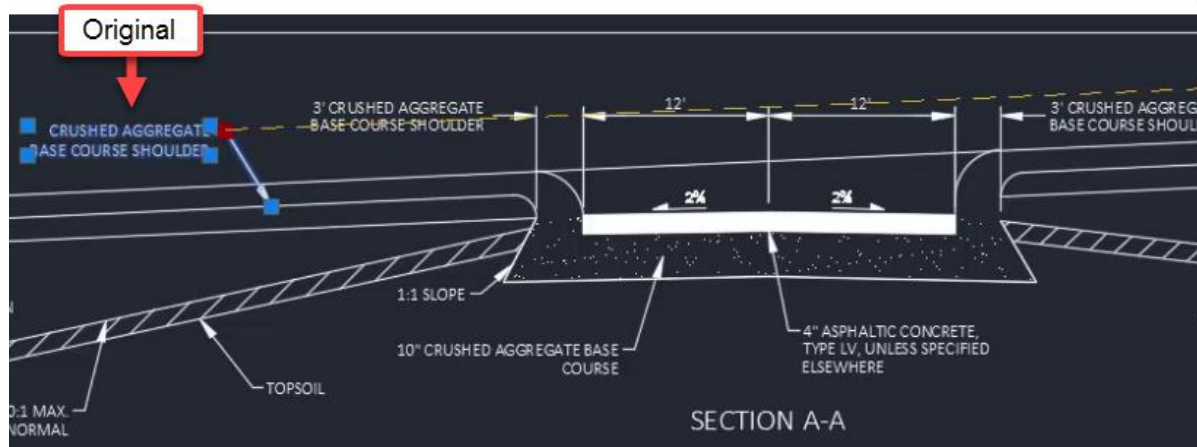 Original
CRUSHED AGGREGATE
BASE COURSE SHOULDER
3' CRUSHED AGGREGATE
BASE COURSE SHOULDER
12'
12'
3' CRUSHED AGGREG
BASE COURSE SHOUL
2%
2%
1:1 SLOPE
10" CRUSHED AGGREGATE BASE
COURSE
4" ASPHALTIC CONCRETE,
TYPE LV, UNLESS SPECIFIED
ELSEWHERE
TOPSOIL
0:1 MAX.
NORMAL
SECTION A-A